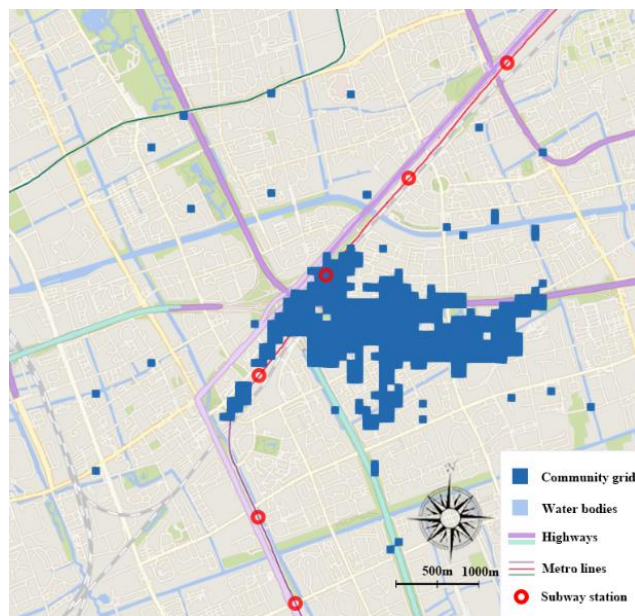 N
Community grid
Water bodies
Highways
Metro lines
Subway station
500m 1000m